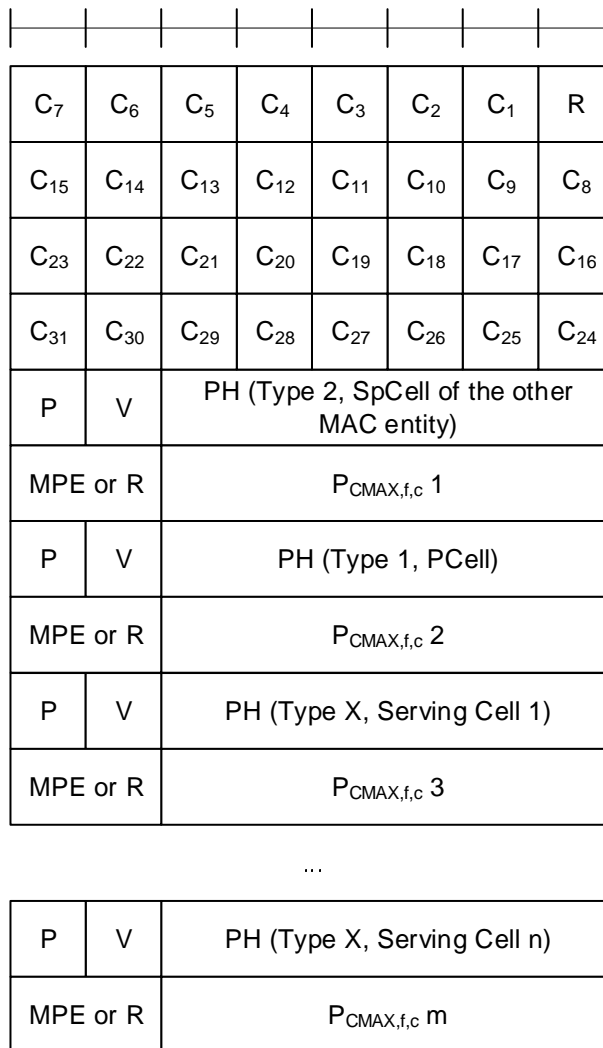 C7 C6 C5 C4 C3 C2 C1 R
C15 C14 C13 C12 C11 C10 C9 C8
C23 C22 C21 C20 C19 C18 C17 C16
C31 C30 C29 C28 C27 C26 C25 C24
P V PH (Type 2, SpCell of the other
MAC entity)
MPE or R PCMAX,f,c 1
P V PH (Type 1, PCell)
MPE or R PCMAX,f,c 2
P V PH (Type X, Serving Cell 1)
MPE or R PCMAX,f,c 3
...
P V PH (Type X, Serving Cell n)
MPE or R PCMAX,f,c m